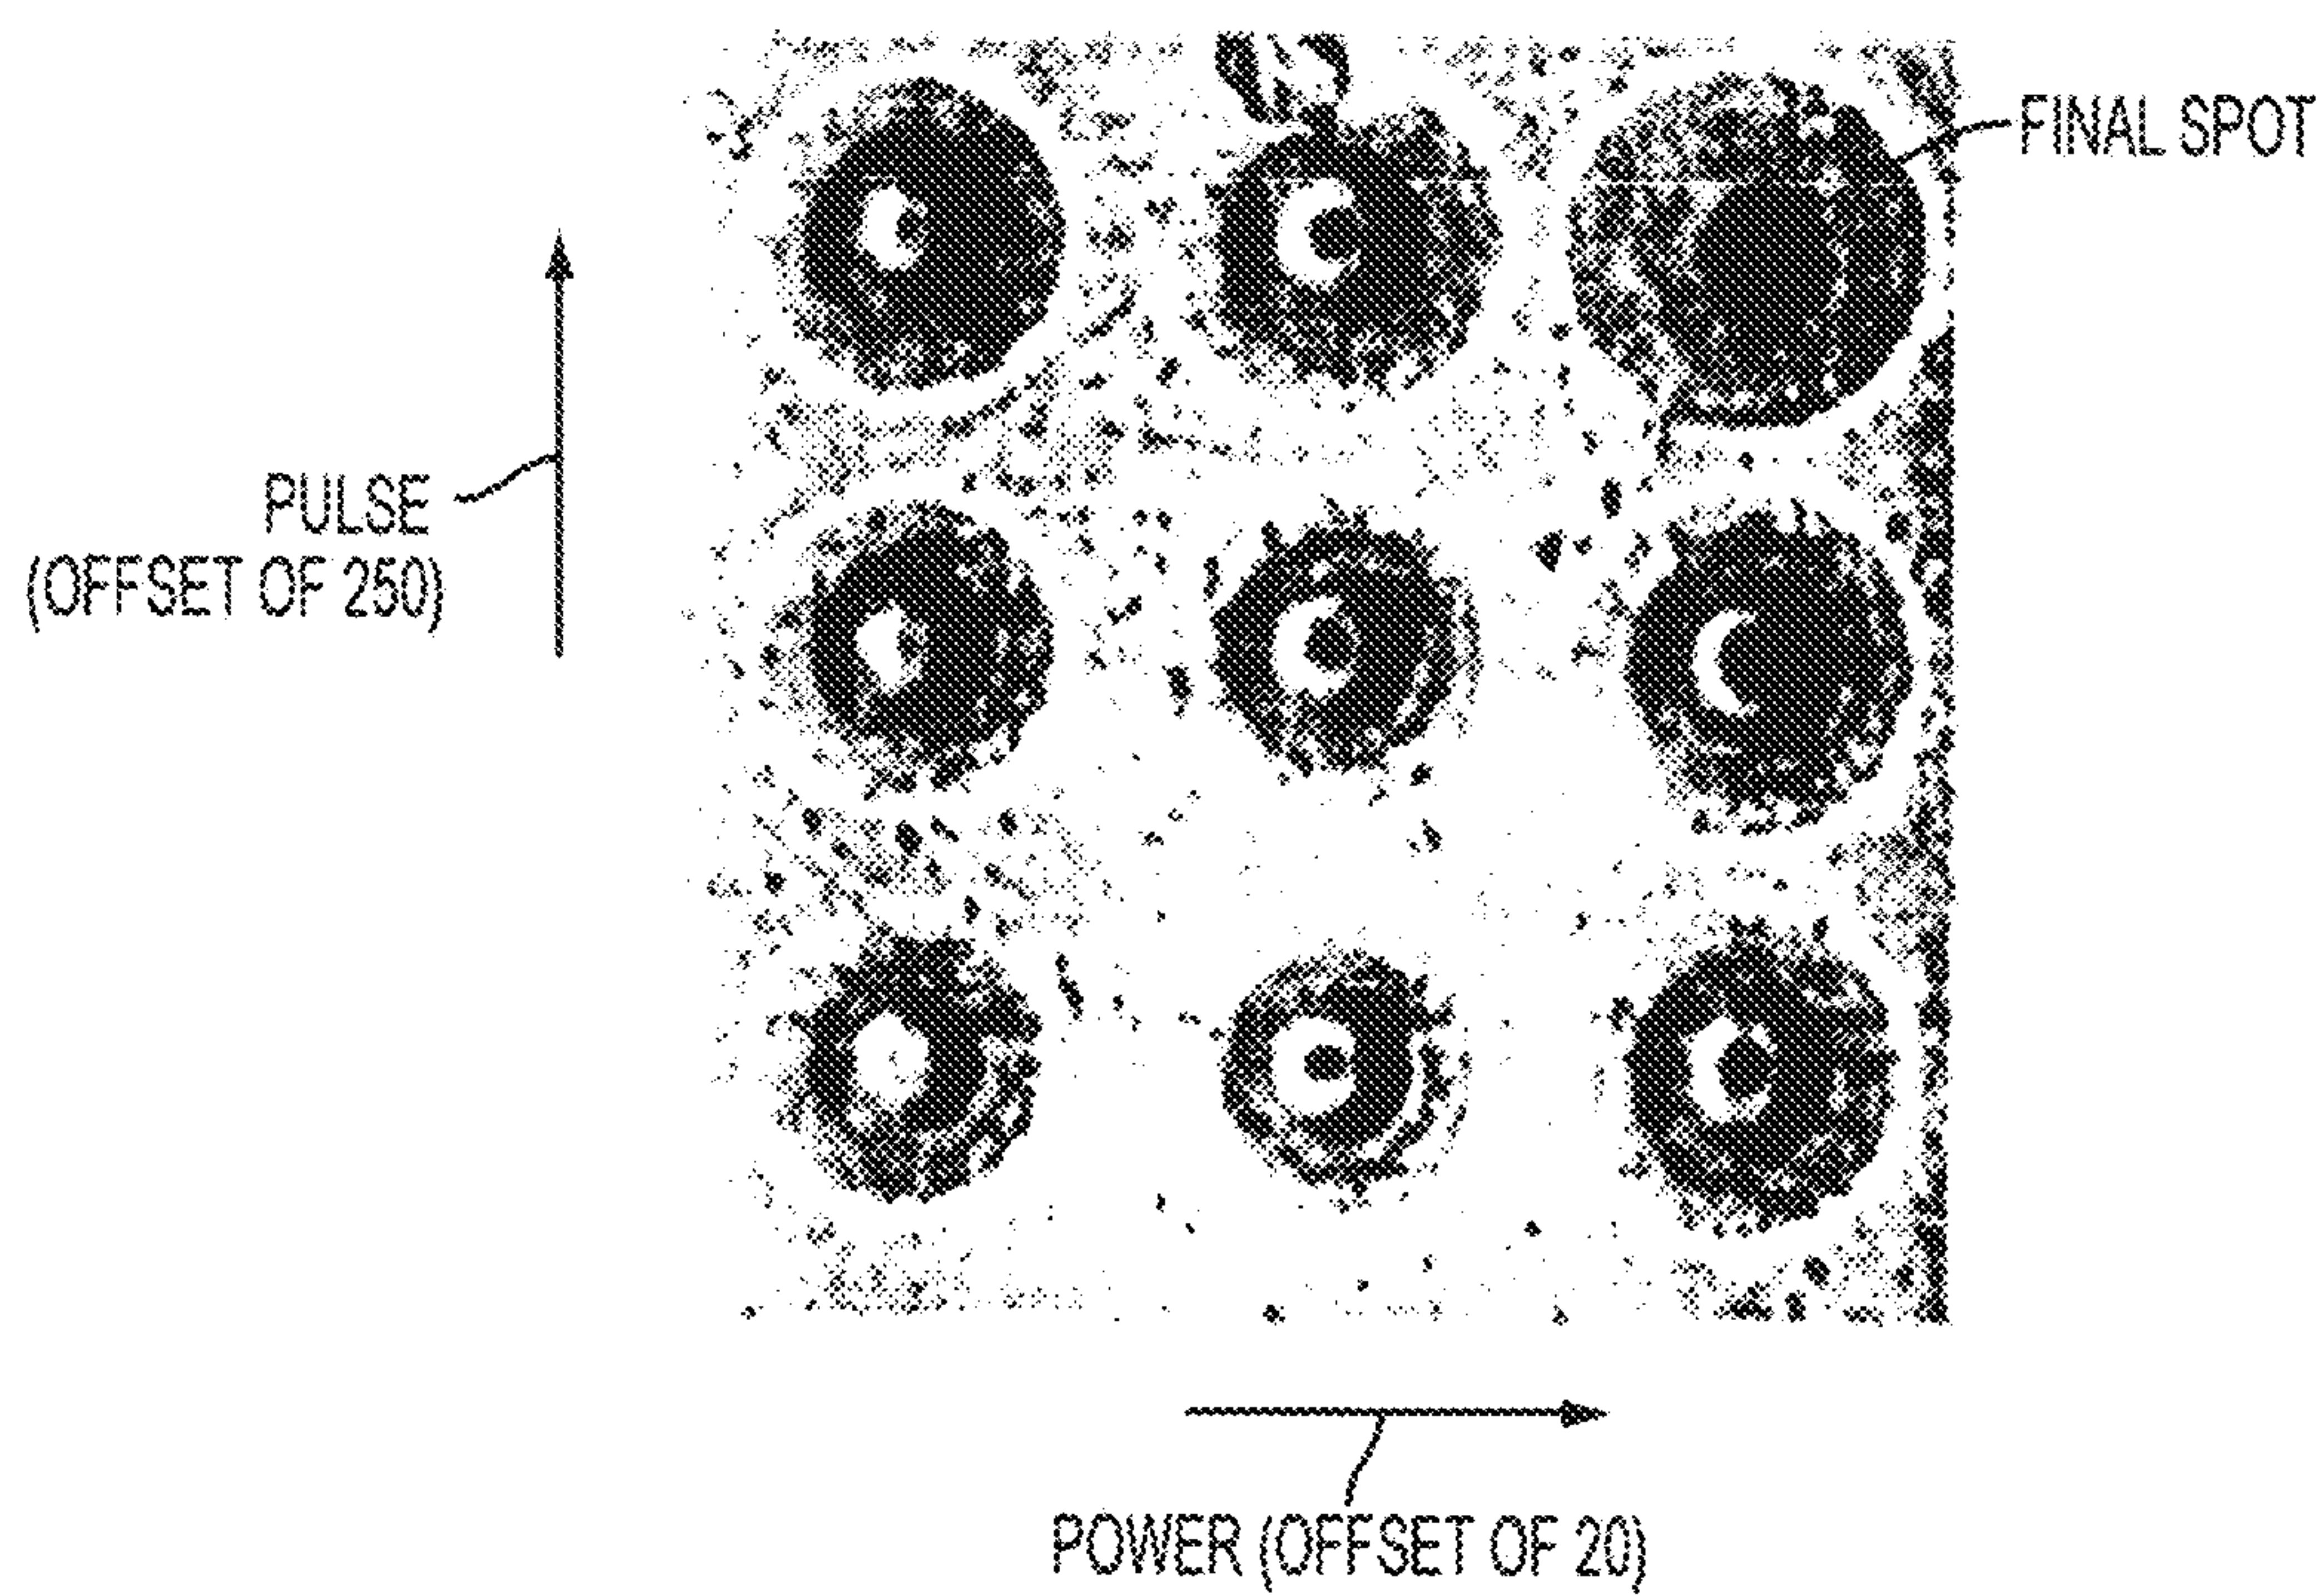 FINAL SPOT
PULSE
(OFFSET OF 250)
POWER (OFFSET OF 20)